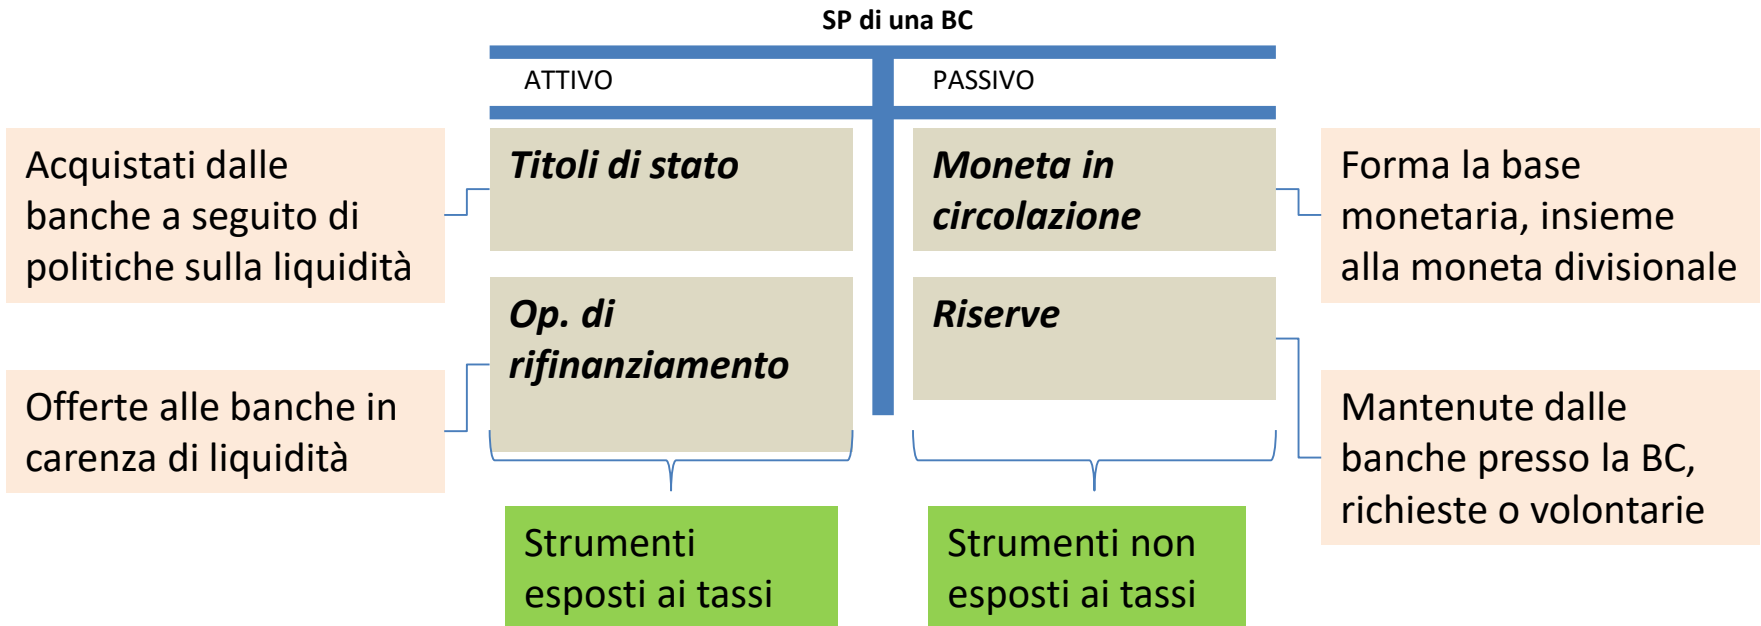 SP di una BC
ATTIVO
PASSIVO
Acquistati dalle
banche a seguito di
politiche sulla liquidità
Titoli di stato
Moneta in
circolazione
Forma la base
monetaria, insieme
alla moneta divisionale
Offerte alle banche in
carenza di liquidità
Op. di
rifinanziamento
Riserve
Mantenute dalle
banche presso la BC,
richieste o volontarie
Strumenti
esposti ai tassi
Strumenti non
esposti ai tassi